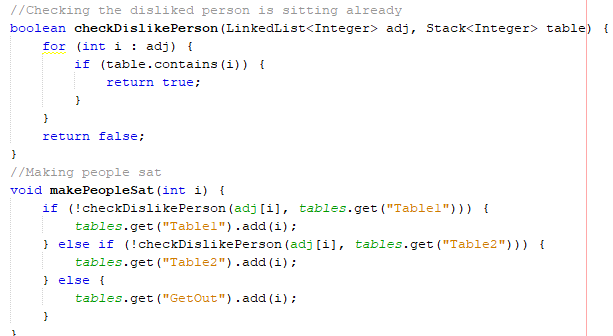 //Checking the disliked person is sitting already
boolean checkDislikePerson(LinkedList<Integer> adj, Stack<Integer> table) {
    for (int i : adj) {
        if (table.contains(i)) {
            return true;
        }
    }
    return false;
}
//Making people sat
void makePeopleSat(int i) {
    if (!checkDislikePerson(adj[i], tables.get("Table1"))) {
        tables.get("Table1").add(i);
    } else if (!checkDislikePerson(adj[i], tables.get("Table2"))) {
        tables.get("Table2").add(i);
    } else {
        tables.get("GetOut").add(i);
    }
}